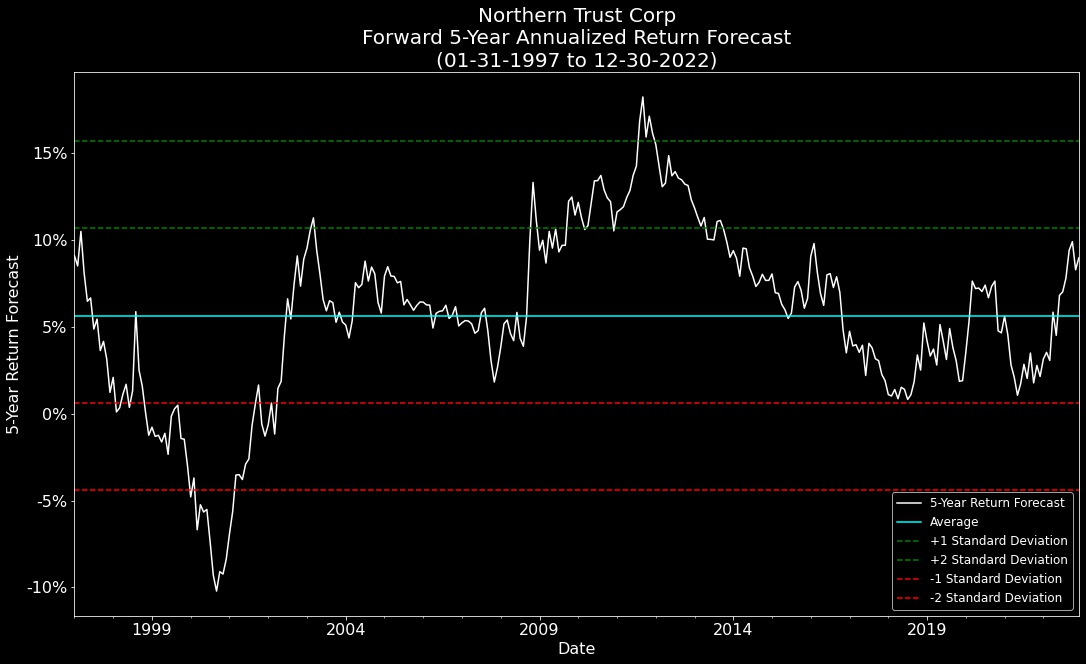 Northern Trust Corp
Forward 5-Year Annualized Return Forecast
(01-31-1997 to 12-30-2022)
5-Year Return Forecast
15%
10%
5%
0%
-5%
-10%
5-Year Return Forecast
Average
+1 Standard Deviation
+2 Standard Deviation
-1 Standard Deviation
-2 Standard Deviation
1999 2004 2009 2014 2019
Date